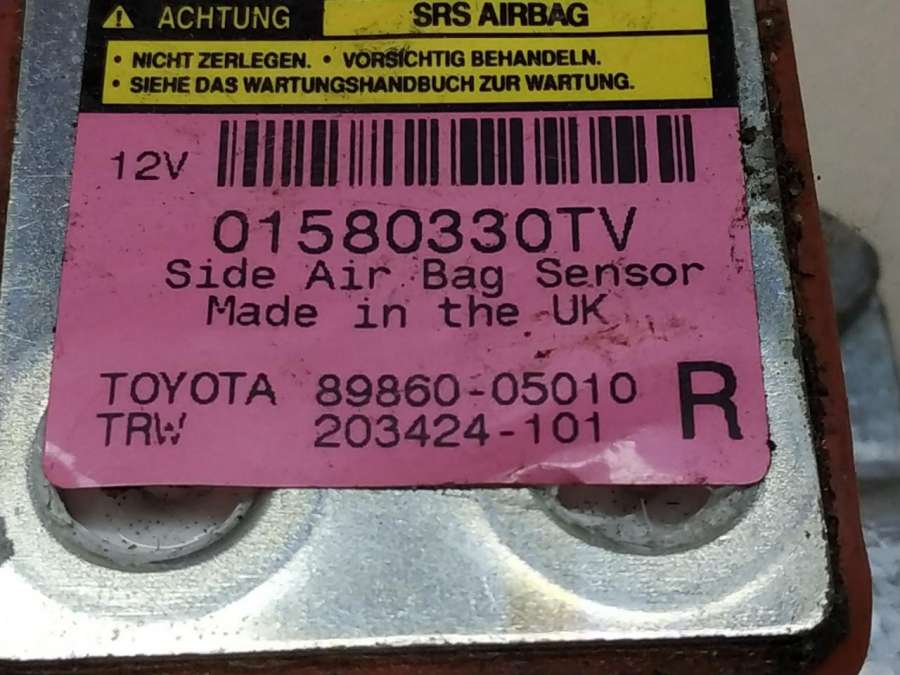 ⚠ ACHTUNG SRS AIRBAG
• NICHT ZERLEGEN. • VORSICHTIG BEHANDELN.
• SIEHE DAS WARTUNGSHANDBUCH ZUR WARTUNG.
12V
01580330TV
Side Air Bag Sensor
Made in the UK
TOYOTA 89860-05010 R
TRW 203424-101